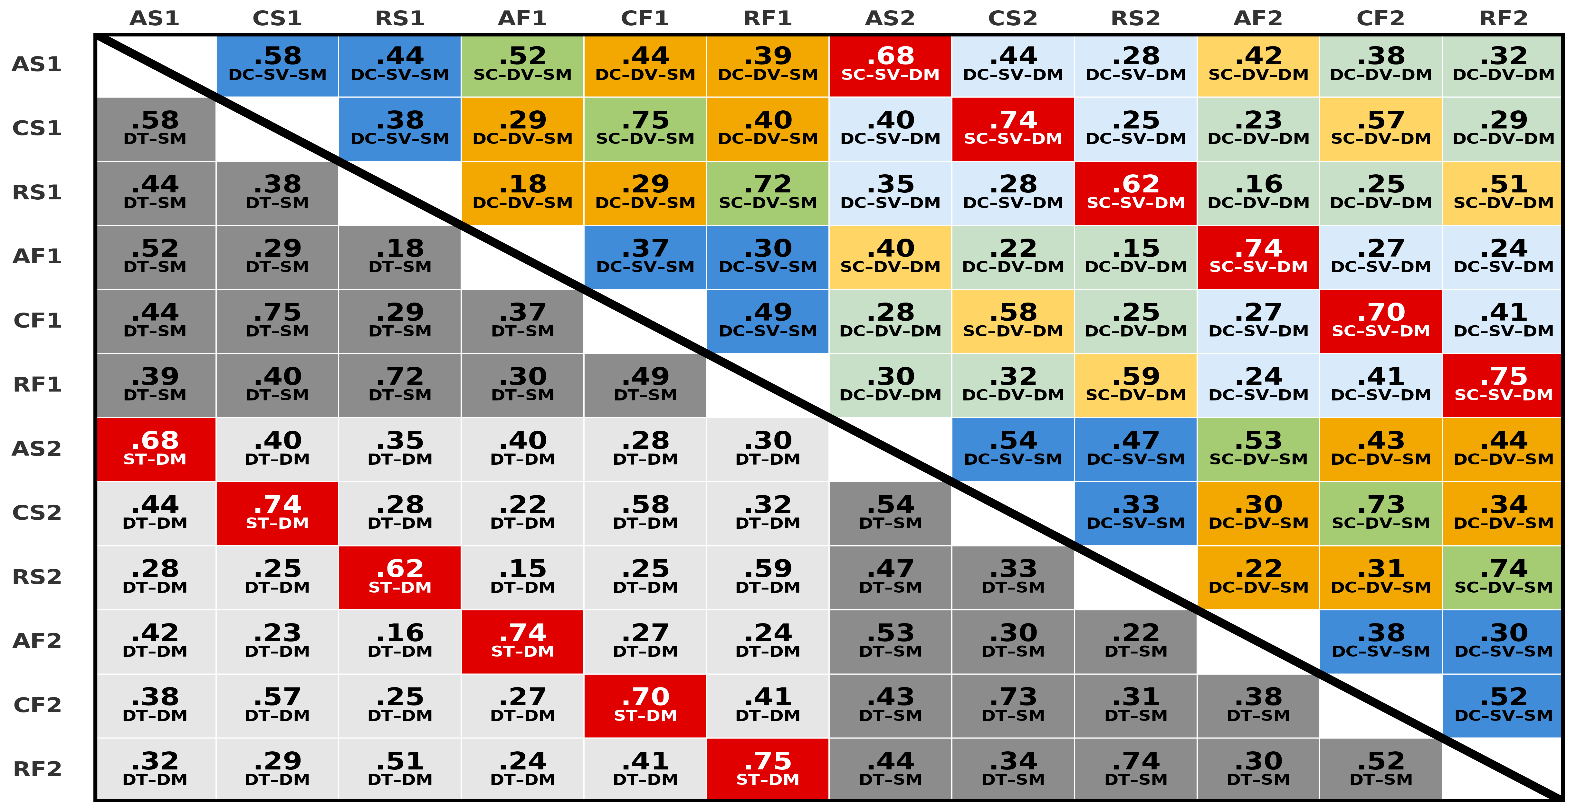 AS1 CS1 RS1 AF1 CF1 RF1 AS2 CS2 RS2 AF2 CF2 RF2
AS1 .58 .44 .52 .44 .39 .68 .44 .28 .42 .38 .32
DC–SV–SM DC–SV–SM SC–DV–SM DC–DV–SM DC–DV–SM SC–SV–DM DC–SV–DM DC–SV–DM SC–DV–DM DC–DV–DM DC–DV–DM
CS1 .58 .38 .29 .75 .40 .40 .74 .25 .23 .57 .29
DT–SM DC–SV–SM DC–DV–SM SC–DV–SM DC–DV–SM DC–SV–DM SC–SV–DM DC–SV–DM DC–DV–DM SC–DV–DM DC–DV–DM
RS1 .44 .38 .18 .29 .72 .35 .28 .62 .16 .25 .51
DT–SM DT–SM DC–DV–SM DC–DV–SM SC–DV–SM DC–SV–DM DC–SV–DM SC–SV–DM DC–DV–DM DC–DV–DM SC–DV–DM
AF1 .52 .29 .18 .37 .30 .40 .22 .15 .74 .27 .24
DT–SM DT–SM DT–SM DC–SV–SM DC–SV–SM SC–DV–DM DC–DV–DM DC–DV–DM SC–SV–DM DC–SV–DM DC–SV–DM
CF1 .44 .75 .29 .37 .49 .28 .58 .25 .27 .70 .41
DT–SM DT–SM DT–SM DT–SM DC–SV–SM DC–DV–DM SC–DV–DM DC–DV–DM DC–SV–DM SC–SV–DM DC–SV–DM
RF1 .39 .40 .72 .30 .49 .30 .32 .59 .24 .41 .75
DT–SM DT–SM DT–SM DT–SM DT–SM DC–DV–DM DC–DV–DM SC–DV–DM DC–SV–DM DC–SV–DM SC–SV–DM
AS2 .68 .40 .35 .40 .28 .30 .54 .47 .53 .43 .44
ST–DM DT–DM DT–DM DT–DM DT–DM DT–DM DC–SV–SM DC–SV–SM SC–DV–SM DC–DV–SM DC–DV–SM
CS2 .44 .74 .28 .22 .58 .32 .54 .33 .30 .73 .34
DT–DM ST–DM DT–DM DT–DM DT–DM DT–DM DT–SM DC–SV–SM DC–DV–SM SC–DV–SM DC–DV–SM
RS2 .28 .25 .62 .15 .25 .59 .47 .33 .22 .31 .74
DT–DM DT–DM ST–DM DT–DM DT–DM DT–DM DT–SM DT–SM DC–DV–SM DC–DV–SM SC–DV–SM
AF2 .42 .23 .16 .74 .27 .24 .53 .30 .22 .38 .30
DT–DM DT–DM DT–DM ST–DM DT–DM DT–DM DT–SM DT–SM DT–SM DC–SV–SM DC–SV–SM
CF2 .38 .57 .25 .27 .70 .41 .43 .73 .31 .38 .52
DT–DM DT–DM DT–DM DT–DM ST–DM DT–DM DT–SM DT–SM DT–SM DT–SM DC–SV–SM
RF2 .32 .29 .51 .24 .41 .75 .44 .34 .74 .30 .52
DT–DM DT–DM DT–DM DT–DM DT–DM ST–DM DT–SM DT–SM DT–SM DT–SM DT–SM